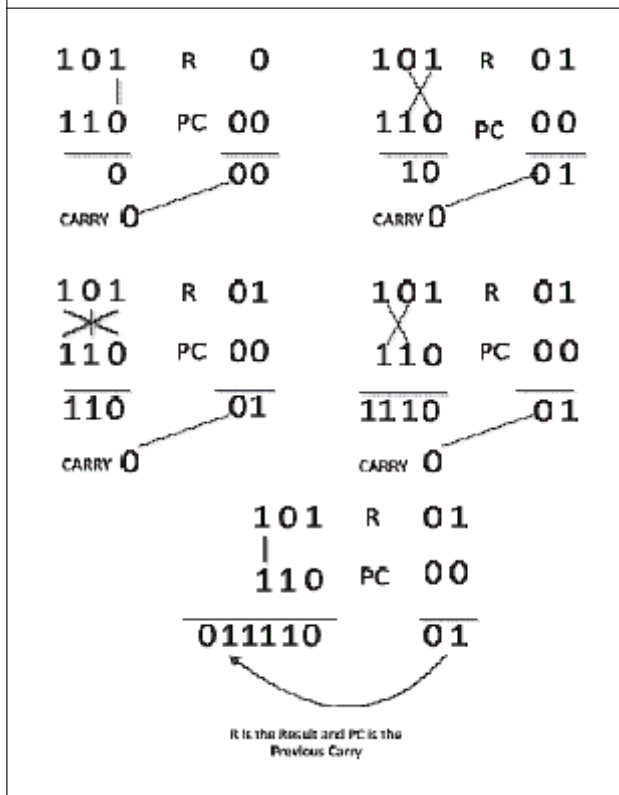 101 R 0
110 PC 00
0 00
CARRY 0
101 R 01
110 PC 00
10 01
CARRY 0
101 R 01
110 PC 00
110 01
CARRY 0
101 R 01
110 PC 00
1110 01
CARRY 0
101 R 01
110 PC 00
011110 01
R is the Result and PC is the
Previous Carry